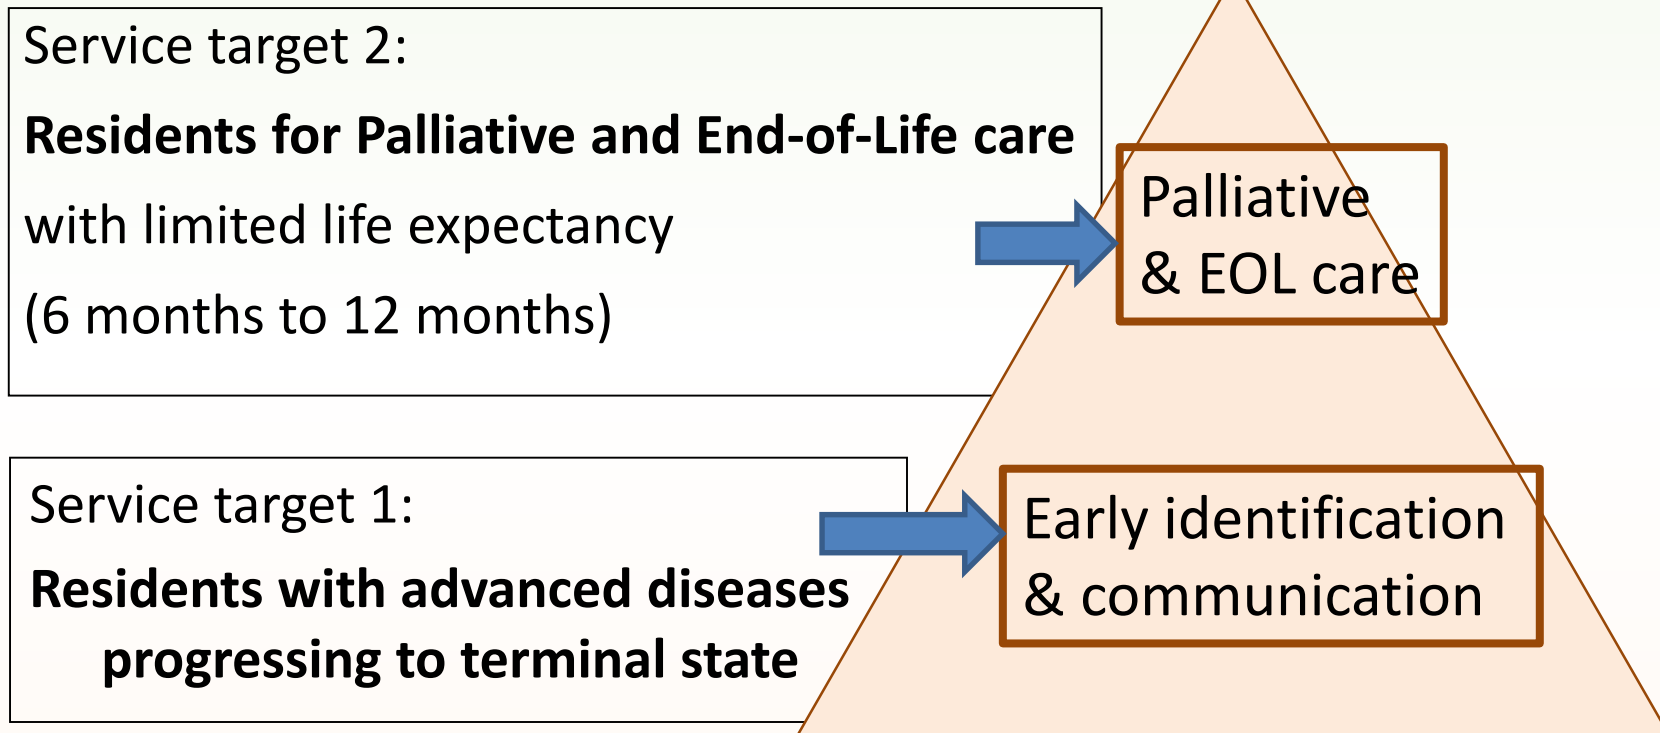 Service target 2:
Residents for Palliative and End-of-Life care
with limited life expectancy
(6 months to 12 months)
Palliative
& EOL care
Service target 1:
Residents with advanced diseases
progressing to terminal state
Early identification
& communication